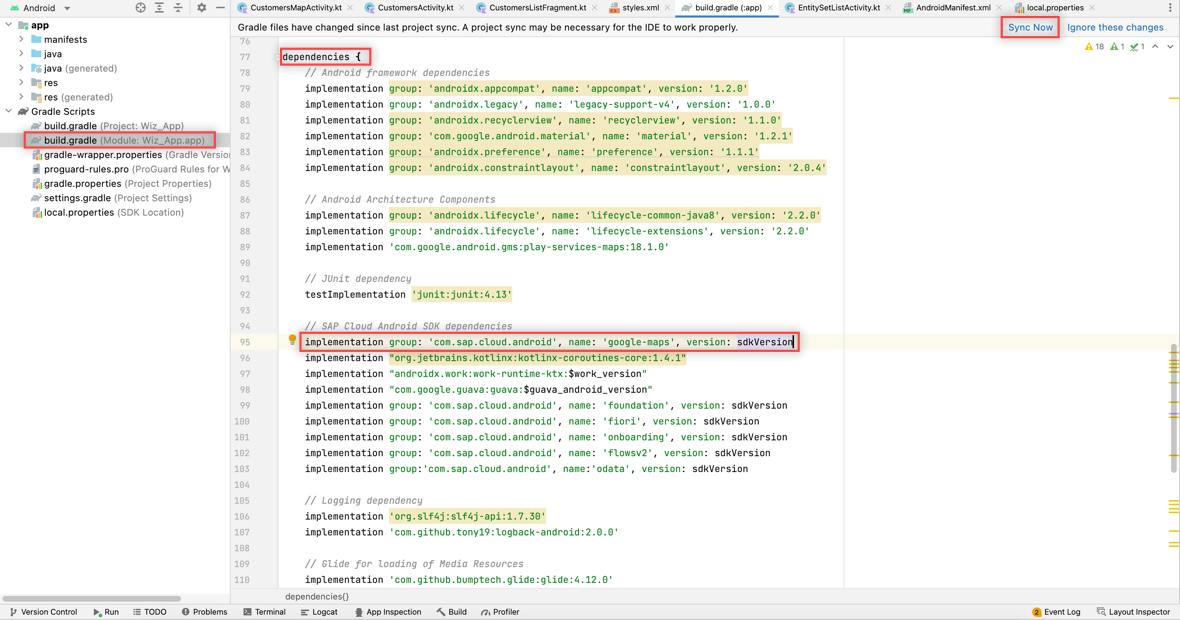 Android
CustomersMapActivity.kt
CustomersActivity.kt
CustomersListFragment.kt
styles.xml
build.gradle (:app)
EntitySetListActivity.kt
AndroidManifest.xml
local.properties
Gradle files have changed since last project sync. A project sync may be necessary for the IDE to work properly.
Sync Now
Ignore these changes
app
manifests
java
java (generated)
res
res (generated)
Gradle Scripts
build.gradle (Project: Wiz_App)
build.gradle (Module: Wiz_App.app)
gradle-wrapper.properties (Gradle Version
proguard-rules.pro (ProGuard Rules for W
gradle.properties (Project Properties)
settings.gradle (Project Settings)
local.properties (SDK Location)
18 1 1
76
77 dependencies {
78 // Android framework dependencies
79 implementation group: 'androidx.appcompat', name: 'appcompat', version: '1.2.0'
80 implementation group: 'androidx.legacy', name: 'legacy-support-v4', version: '1.0.0'
81 implementation group: 'androidx.recyclerview', name: 'recyclerview', version: '1.1.0'
82 implementation group: 'com.google.android.material', name: 'material', version: '1.2.1'
83 implementation group: 'androidx.preference', name: 'preference', version: '1.1.1'
84 implementation group: 'androidx.constraintlayout', name: 'constraintlayout', version: '2.0.4'
85
86 // Android Architecture Components
87 implementation group: 'androidx.lifecycle', name: 'lifecycle-common-java8', version: '2.2.0'
88 implementation group: 'androidx.lifecycle', name: 'lifecycle-extensions', version: '2.2.0'
89 implementation 'com.google.android.gms:play-services-maps:18.1.0'
90
91 // JUnit dependency
92 testImplementation 'junit:junit:4.13'
93
94 // SAP Cloud Android SDK dependencies
95 implementation group: 'com.sap.cloud.android', name: 'google-maps', version: sdkVersion
96 implementation "org.jetbrains.kotlinx:kotlinx-coroutines-core:1.4.1"
97 implementation "androidx.work:work-runtime-ktx:$work_version"
98 implementation "com.google.guava:guava:$guava_android_version"
99 implementation group: 'com.sap.cloud.android', name: 'foundation', version: sdkVersion
100 implementation group: 'com.sap.cloud.android', name: 'fiori', version: sdkVersion
101 implementation group: 'com.sap.cloud.android', name: 'onboarding', version: sdkVersion
102 implementation group: 'com.sap.cloud.android', name: 'flowsv2', version: sdkVersion
103 implementation group:'com.sap.cloud.android', name:'odata', version: sdkVersion
104
105 // Logging dependency
106 implementation 'org.slf4j:slf4j-api:1.7.30'
107 implementation 'com.github.tony19:logback-android:2.0.0'
108
109 // Glide for loading of Media Resources
110 implementation 'com.github.bumptech.glide:glide:4.12.0'
dependencies{}
Version Control
Run
TODO
Problems
Terminal
Logcat
App Inspection
Build
Profiler
2 Event Log
Layout Inspector